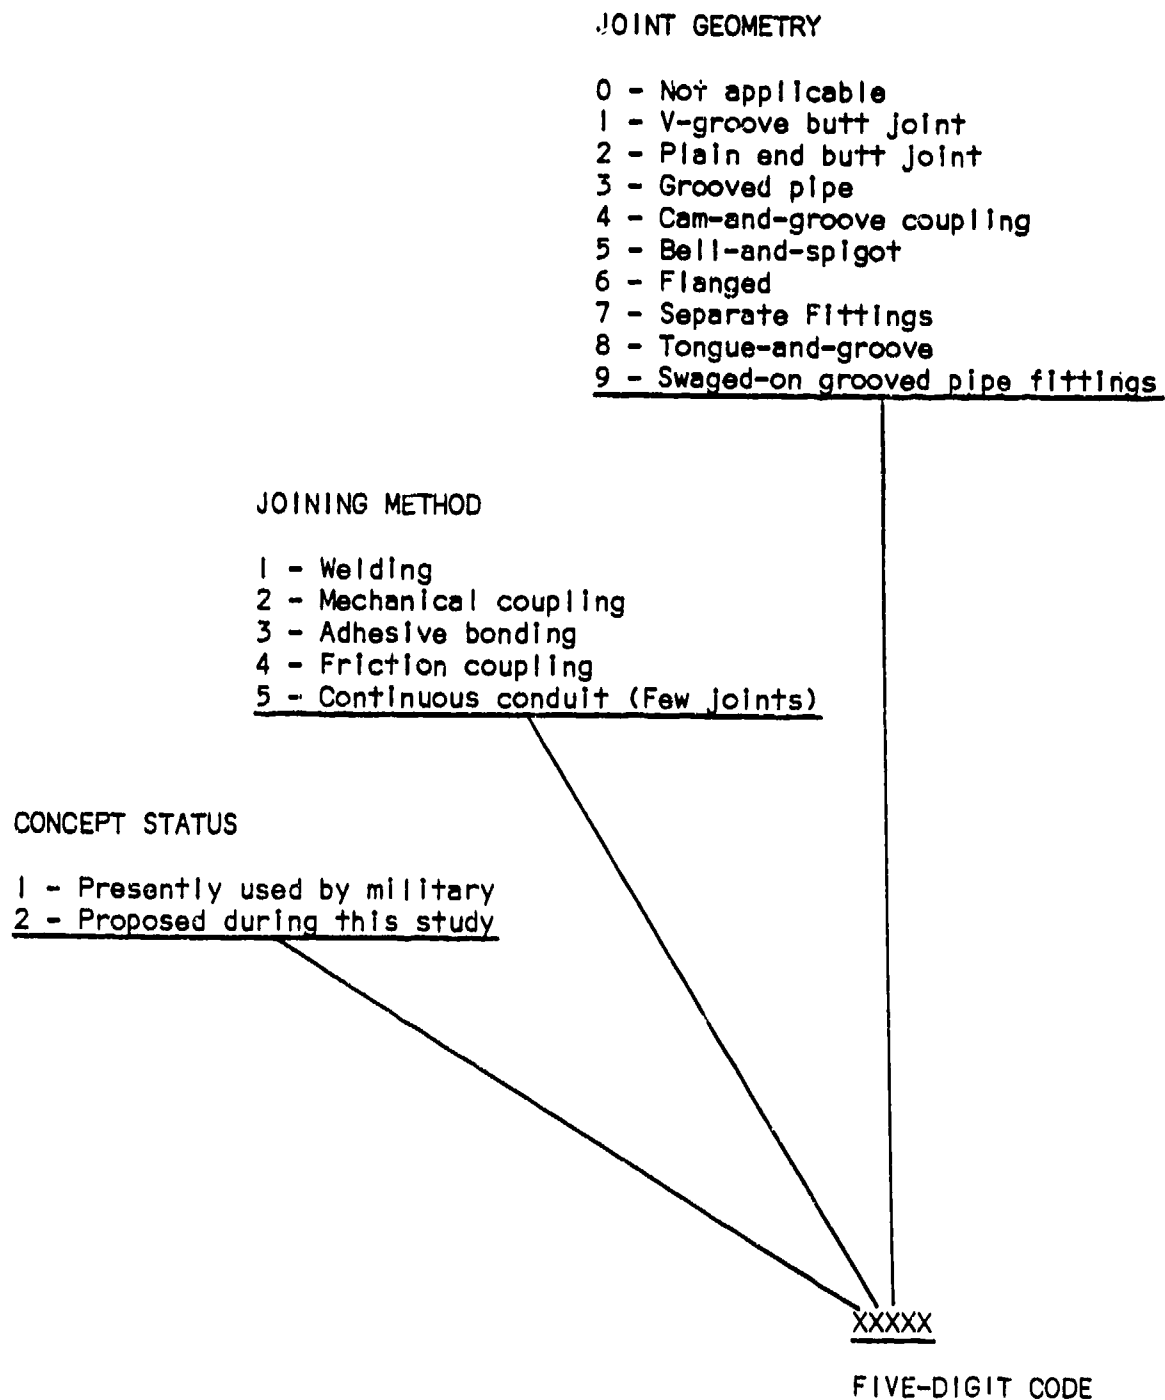 JOINT GEOMETRY
0 - Not applicable
1 - V-groove butt joint
2 - Plain end butt joint
3 - Grooved pipe
4 - Cam-and-groove coupling
5 - Bell-and-spigot
6 - Flanged
7 - Separate Fittings
8 - Tongue-and-groove
9 - Swaged-on grooved pipe fittings
JOINING METHOD
1 - Welding
2 - Mechanical coupling
3 - Adhesive bonding
4 - Friction coupling
5 - Continuous conduit (Few joints)
CONCEPT STATUS
1 - Presently used by military
2 - Proposed during this study
XXXXX
FIVE-DIGIT CODE